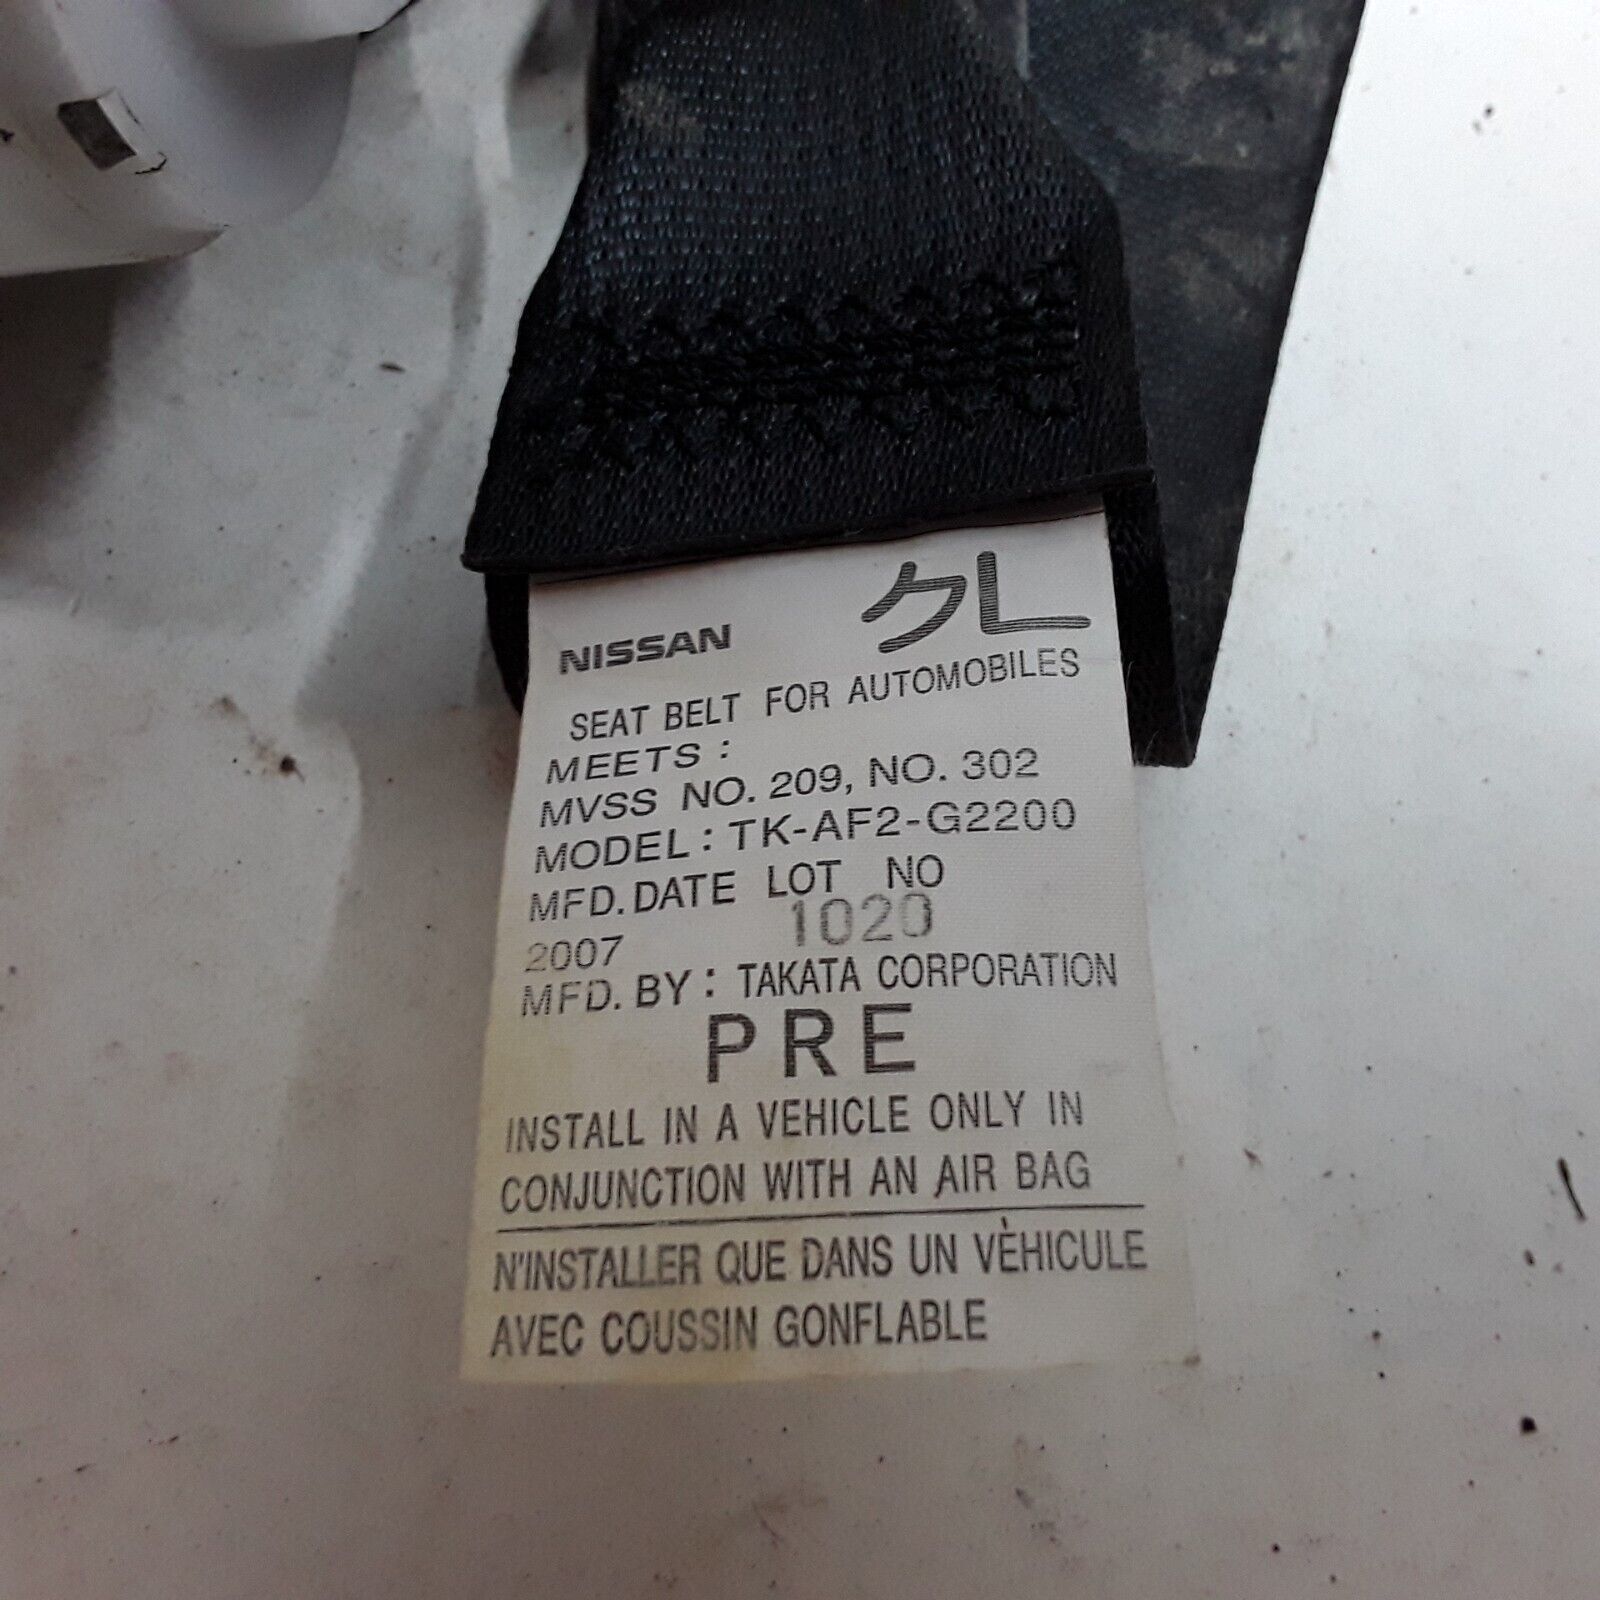 クL
NISSAN
SEAT BELT FOR AUTOMOBILES
MEETS :
MVSS NO. 209, NO. 302
MODEL : TK-AF2-G2200
MFD. DATE LOT NO
2007 1020
MFD. BY : TAKATA CORPORATION
PRE
INSTALL IN A VEHICLE ONLY IN
CONJUNCTION WITH AN AIR BAG
N'INSTALLER QUE DANS UN VÈHICULE
AVEC COUSSIN GONFLABLE